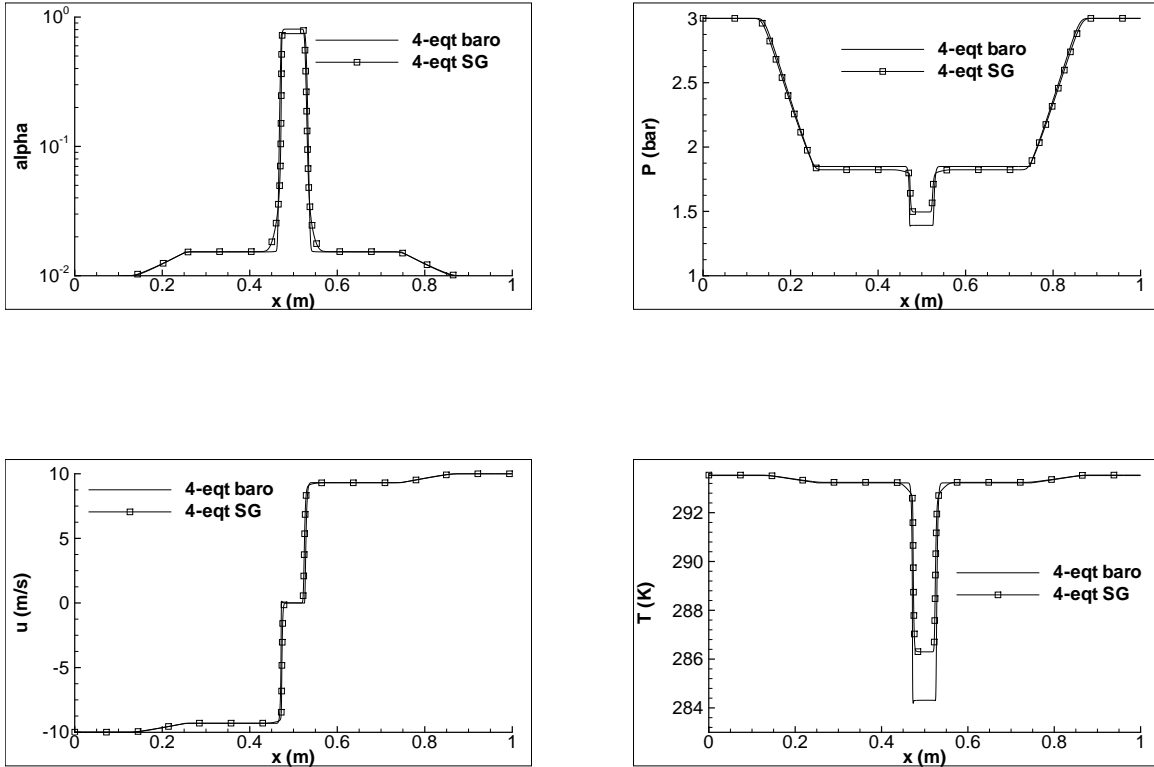 10^0
10^-1
10^-2
alpha
4-eqt baro
4-eqt SG
0 0.2 0.4 0.6 0.8 1
x (m)
3
2.5
2
1.5
1
P (bar)
4-eqt baro
4-eqt SG
0 0.2 0.4 0.6 0.8 1
x (m)
10
5
0
-5
-10
u (m/s)
4-eqt baro
4-eqt SG
0 0.2 0.4 0.6 0.8 1
x (m)
292
290
288
286
284
T (K)
4-eqt baro
4-eqt SG
0 0.2 0.4 0.6 0.8 1
x (m)